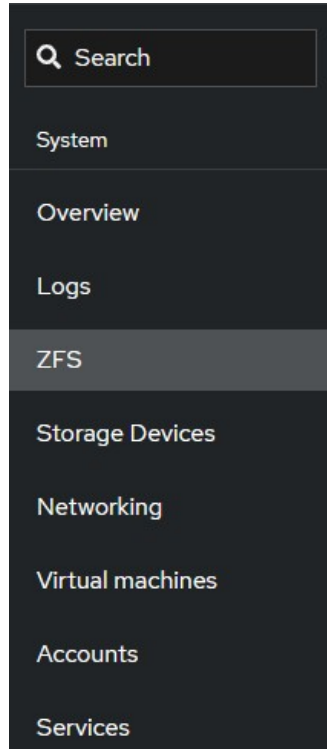 Search
System
Overview
Logs
ZFS
Storage Devices
Networking
Virtual machines
Accounts
Services